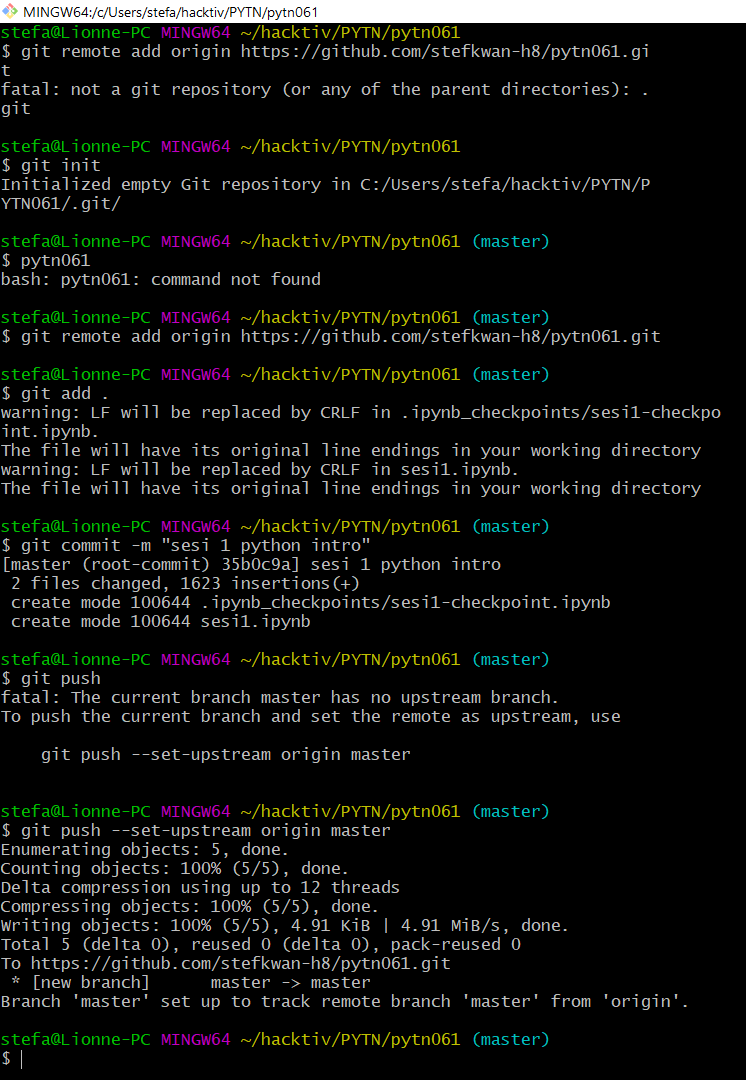 MINGW64:/c/Users/stefa/hacktiv/PYTN/pytn061
stefa@Lionne-PC MINGW64 ~/hacktiv/PYTN/pytn061
$ git remote add origin https://github.com/stefkwan-h8/pytn061.gi
t
fatal: not a git repository (or any of the parent directories): .
git
stefa@Lionne-PC MINGW64 ~/hacktiv/PYTN/pytn061
$ git init
Initialized empty Git repository in C:/Users/stefa/hacktiv/PYTN/P
YTN061/.git/
stefa@Lionne-PC MINGW64 ~/hacktiv/PYTN/pytn061 (master)
$ pytn061
bash: pytn061: command not found
stefa@Lionne-PC MINGW64 ~/hacktiv/PYTN/pytn061 (master)
$ git remote add origin https://github.com/stefkwan-h8/pytn061.git
stefa@Lionne-PC MINGW64 ~/hacktiv/PYTN/pytn061 (master)
$ git add .
warning: LF will be replaced by CRLF in .ipynb_checkpoints/sesi1-checkpo
int.ipynb.
The file will have its original line endings in your working directory
warning: LF will be replaced by CRLF in sesi1.ipynb.
The file will have its original line endings in your working directory
stefa@Lionne-PC MINGW64 ~/hacktiv/PYTN/pytn061 (master)
$ git commit -m "sesi 1 python intro"
[master (root-commit) 35b0c9a] sesi 1 python intro
2 files changed, 1623 insertions(+)
create mode 100644 .ipynb_checkpoints/sesi1-checkpoint.ipynb
create mode 100644 sesi1.ipynb
stefa@Lionne-PC MINGW64 ~/hacktiv/PYTN/pytn061 (master)
$ git push
fatal: The current branch master has no upstream branch.
To push the current branch and set the remote as upstream, use
git push --set-upstream origin master
stefa@Lionne-PC MINGW64 ~/hacktiv/PYTN/pytn061 (master)
$ git push --set-upstream origin master
Enumerating objects: 5, done.
Counting objects: 100% (5/5), done.
Delta compression using up to 12 threads
Compressing objects: 100% (5/5), done.
Writing objects: 100% (5/5), 4.91 KiB | 4.91 MiB/s, done.
Total 5 (delta 0), reused 0 (delta 0), pack-reused 0
To https://github.com/stefkwan-h8/pytn061.git
* [new branch]      master -> master
Branch 'master' set up to track remote branch 'master' from 'origin'.
stefa@Lionne-PC MINGW64 ~/hacktiv/PYTN/pytn061 (master)
$